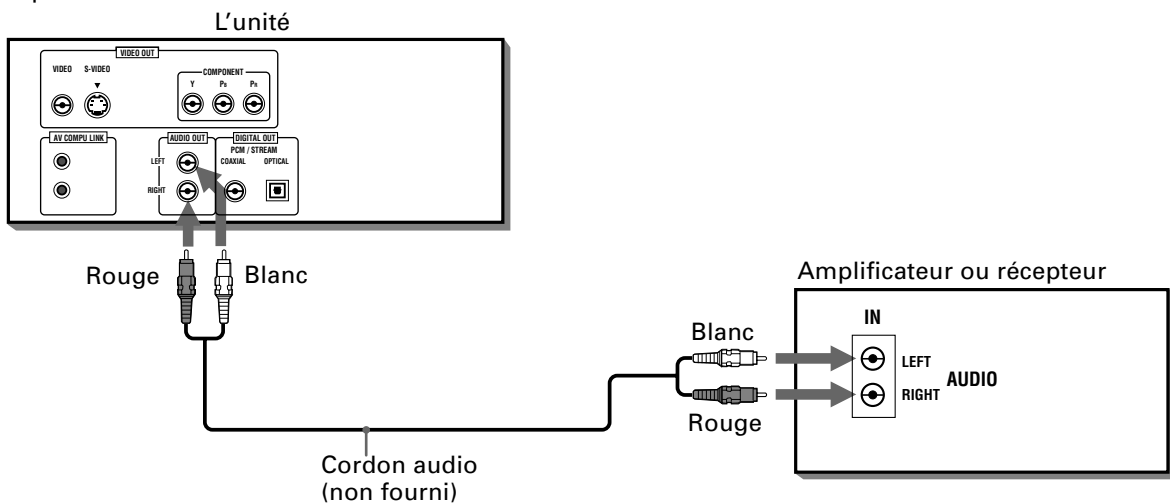 L'unité
VIDEO OUT
VIDEO S-VIDEO
COMPONENT
Y PB PR
AV COMPU LINK
AUDIO OUT
DIGITAL OUT
PCM / STREAM
LEFT
COAXIAL OPTICAL
RIGHT
Rouge
Blanc
Amplificateur ou récepteur
IN
Blanc
LEFT
AUDIO
RIGHT
Rouge
Cordon audio
(non fourni)